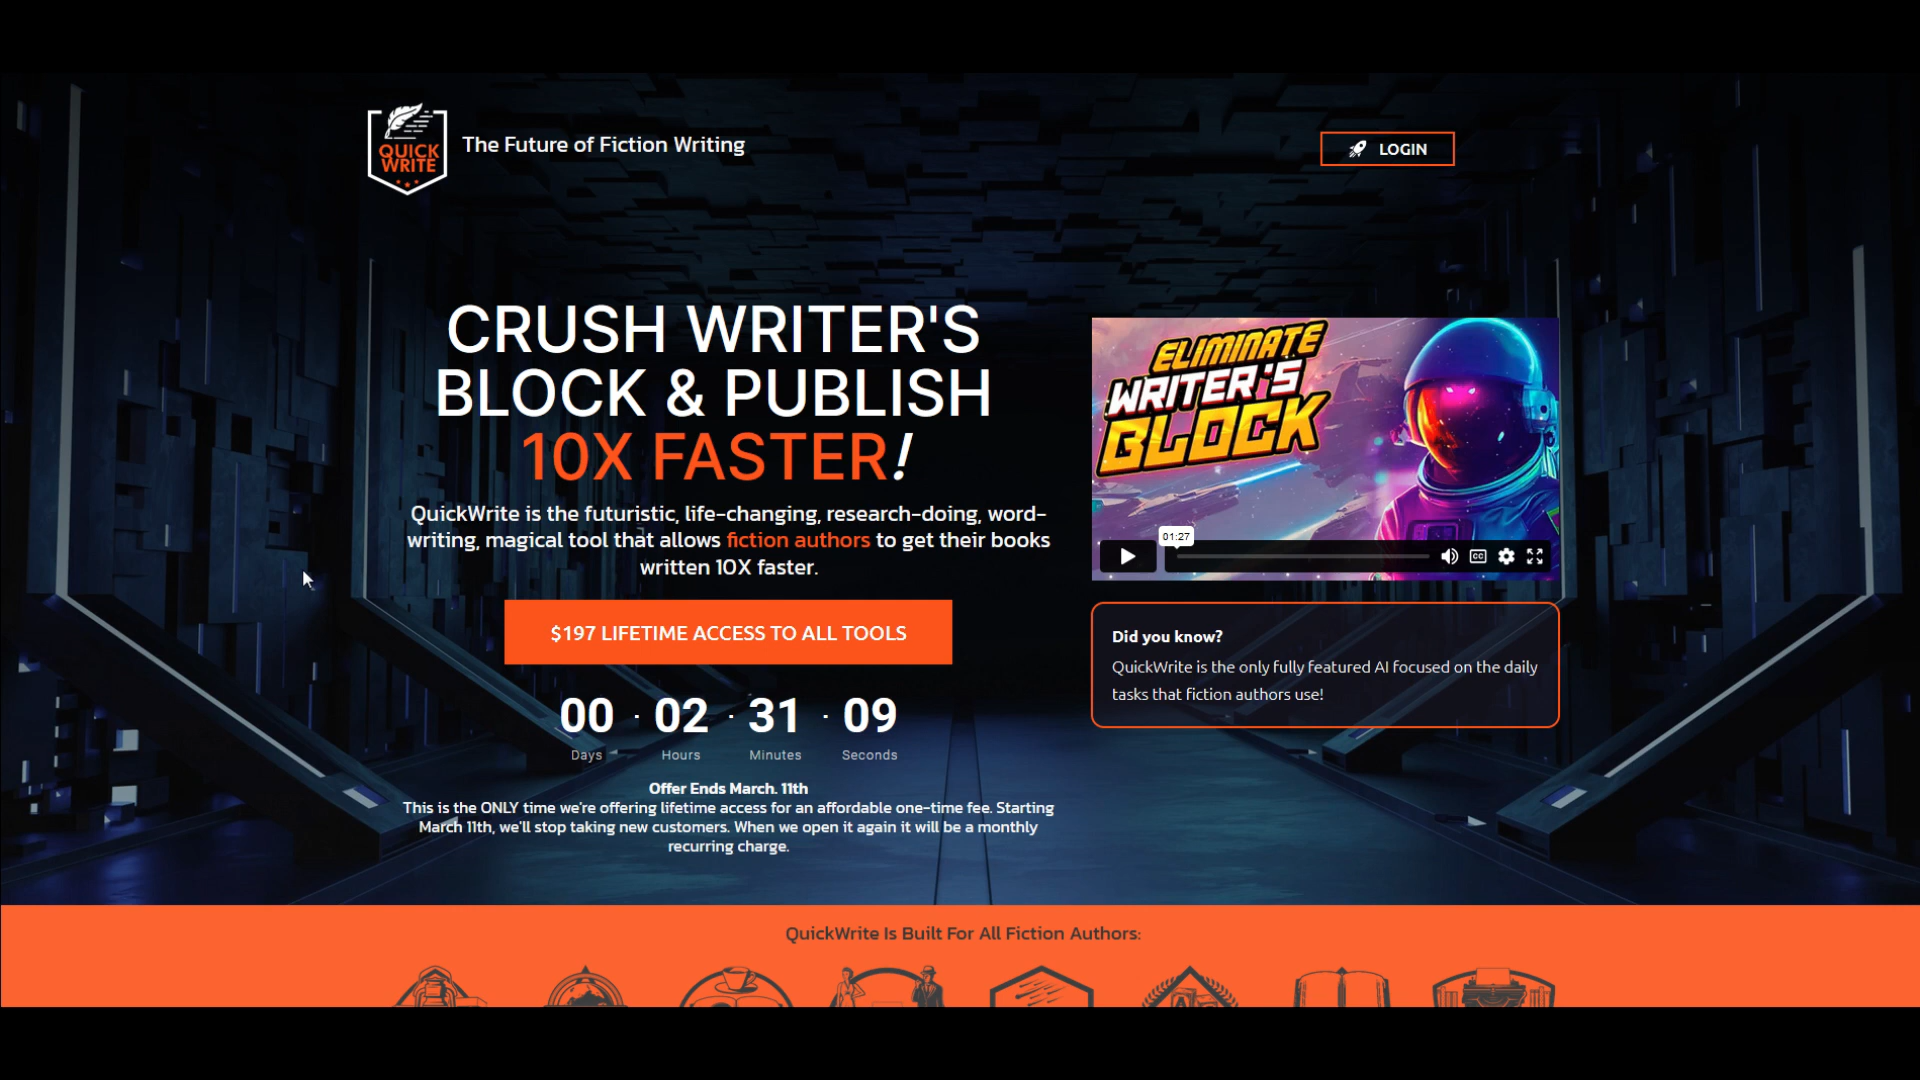 QUICK
WRITE
The Future of Fiction Writing
LOGIN
CRUSH WRITER'S
BLOCK & PUBLISH
10X FASTER!
QuickWrite is the futuristic, life-changing, research-doing, word-
writing, magical tool that allows fiction authors to get their books
written 10X faster.
$197 LIFETIME ACCESS TO ALL TOOLS
00 · 02 · 31 · 09
Days Hours Minutes Seconds
Offer Ends March. 11th
This is the ONLY time we're offering lifetime access for an affordable one-time fee. Starting
March 11th, we'll stop taking new customers. When we open it again it will be a monthly
recurring charge.
ELIMINATE
WRITER'S
BLOCK
01:27
CC
Did you know?
QuickWrite is the only fully featured AI focused on the daily
tasks that fiction authors use!
QuickWrite Is Built For All Fiction Authors: